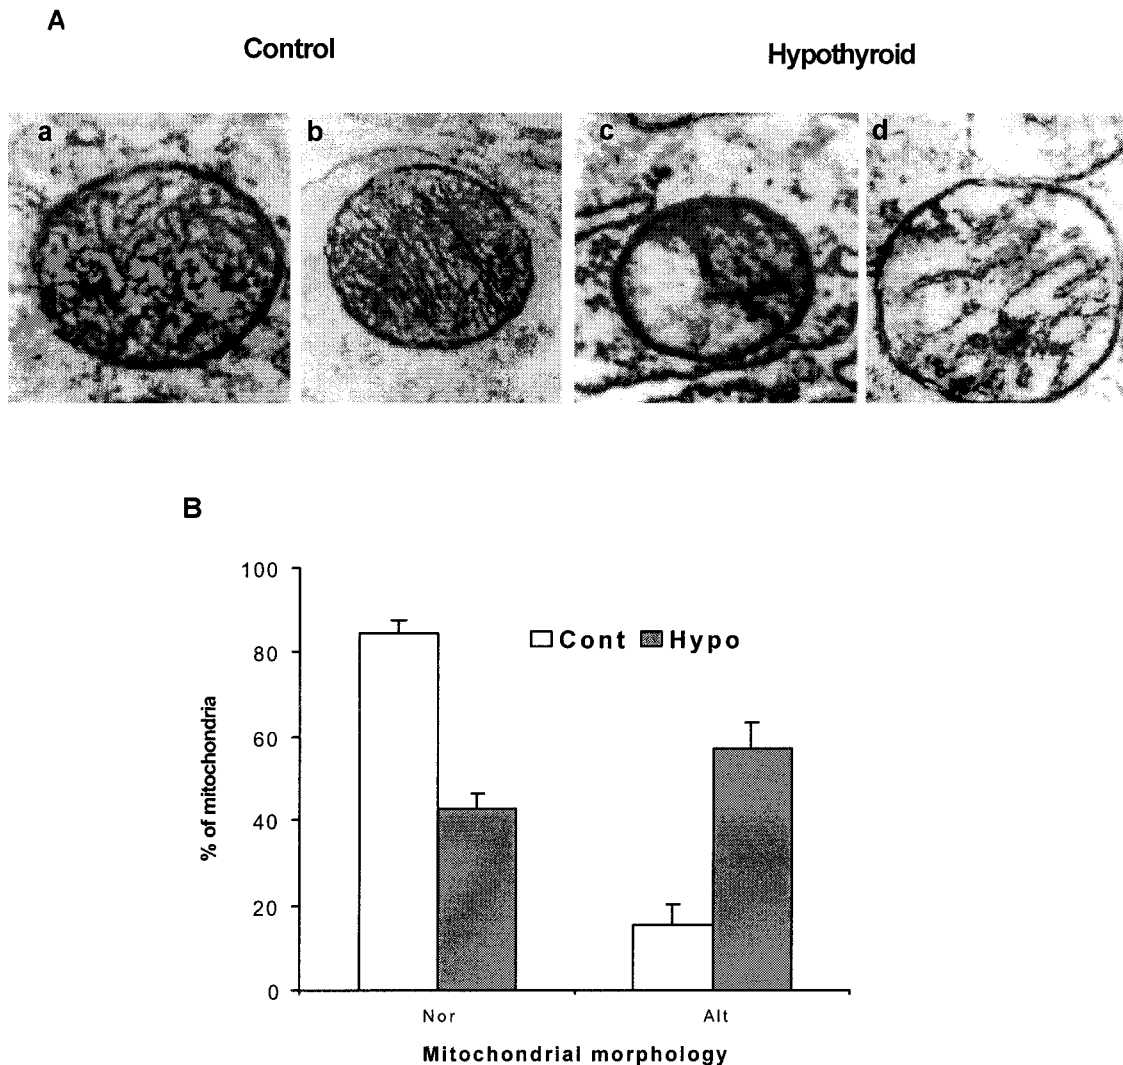 A
Control
Hypothyroid
a
b
c
d
B
100
80
60
40
20
0
% of mitochondria
Cont
Hypo
Nor
Alt
Mitochondrial morphology